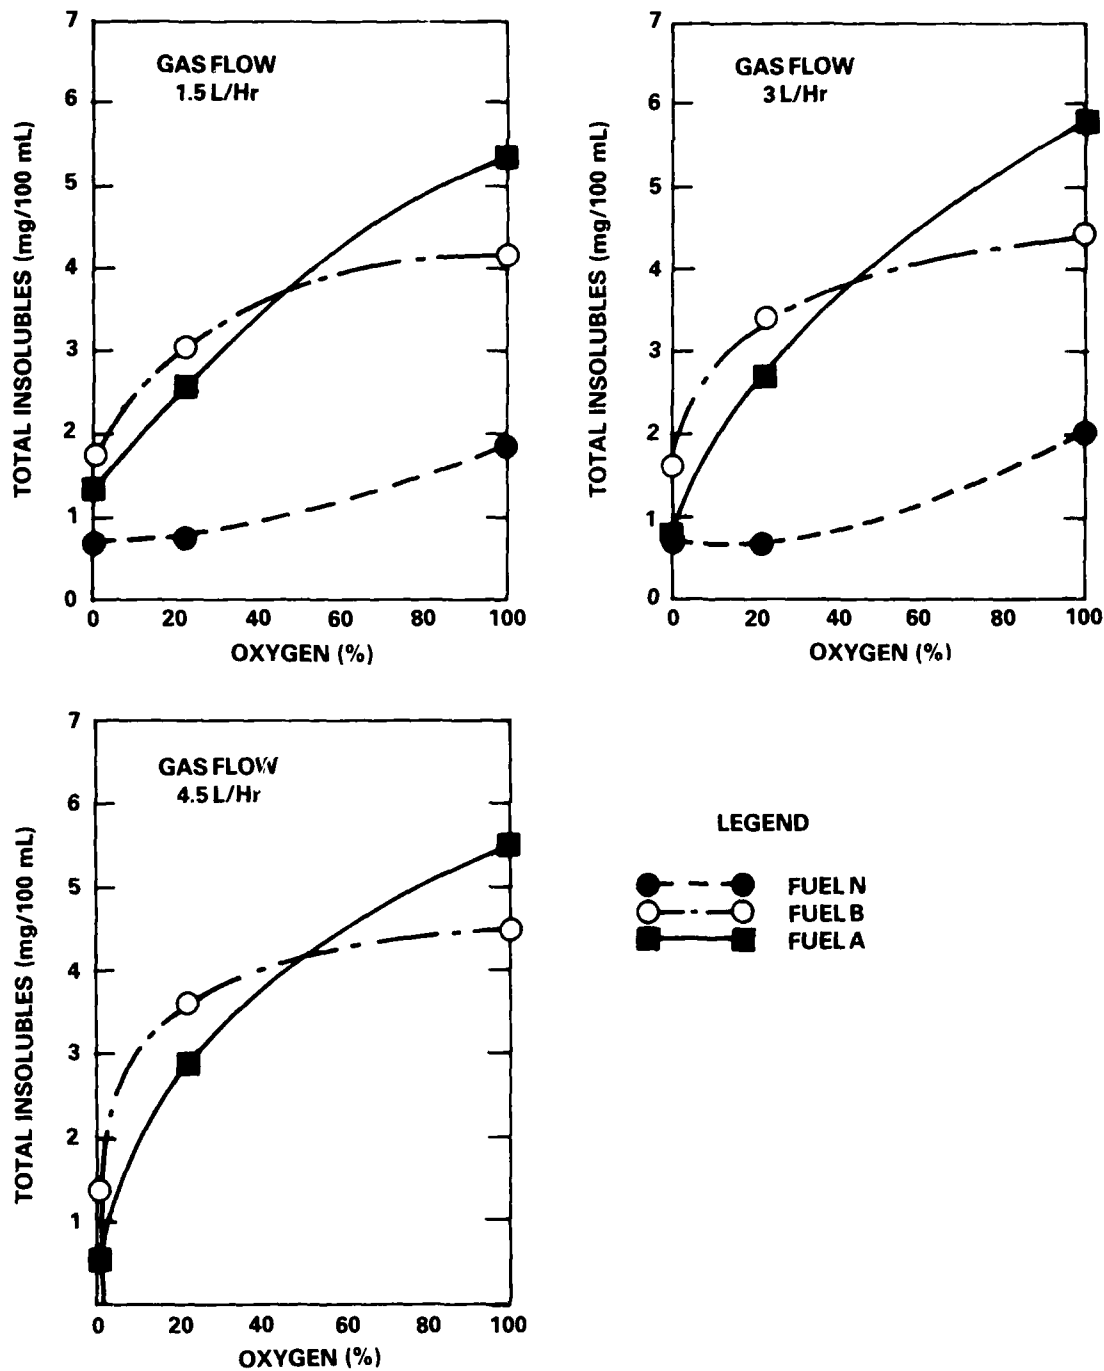 GAS FLOW
1.5 L/Hr
TOTAL INSOLUBLES (mg/100 mL)
7
6
5
4
3
2
1
0
0 20 40 60 80 100
OXYGEN (%)
GAS FLOW
3 L/Hr
TOTAL INSOLUBLES (mg/100 mL)
7
6
5
4
3
2
1
0
0 20 40 60 80 100
OXYGEN (%)
GAS FLOW
4.5 L/Hr
TOTAL INSOLUBLES (mg/100 mL)
7
6
5
4
3
2
1
0 20 40 60 80 100
OXYGEN (%)
LEGEND
FUEL N
FUEL B
FUEL A